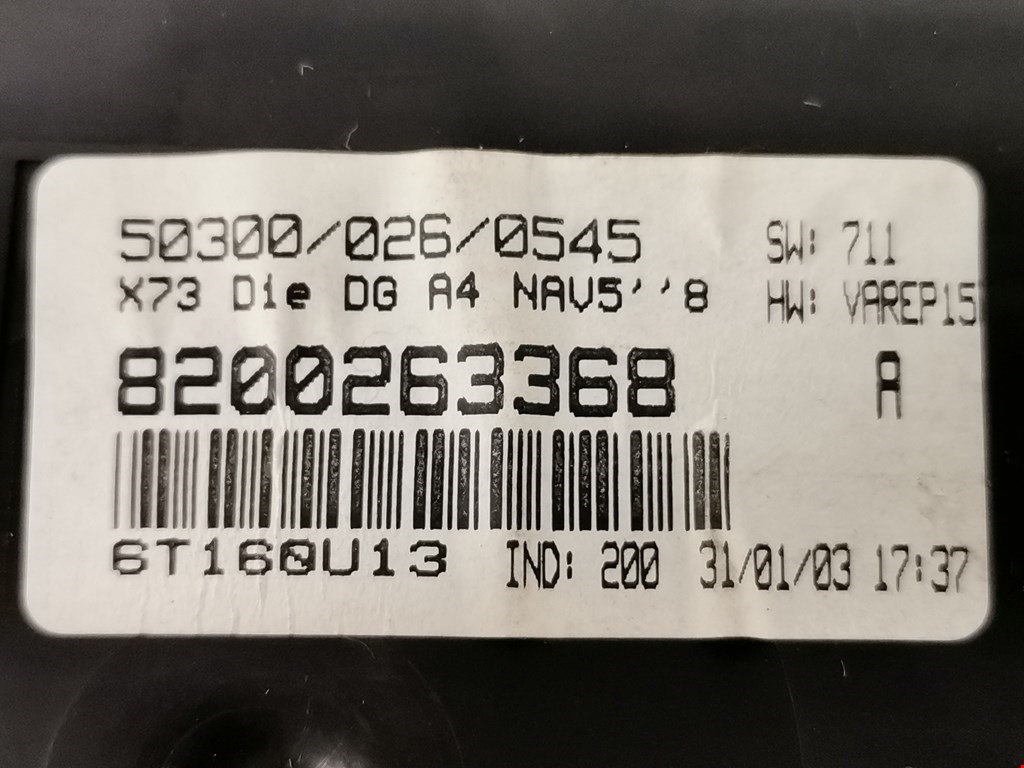 50300/026/0545 SW: 711
X73 Die DG A4 NAV5''8 HW: VAREP15
8200263368 A
6T160U13 IND: 200 31/01/03 17:37